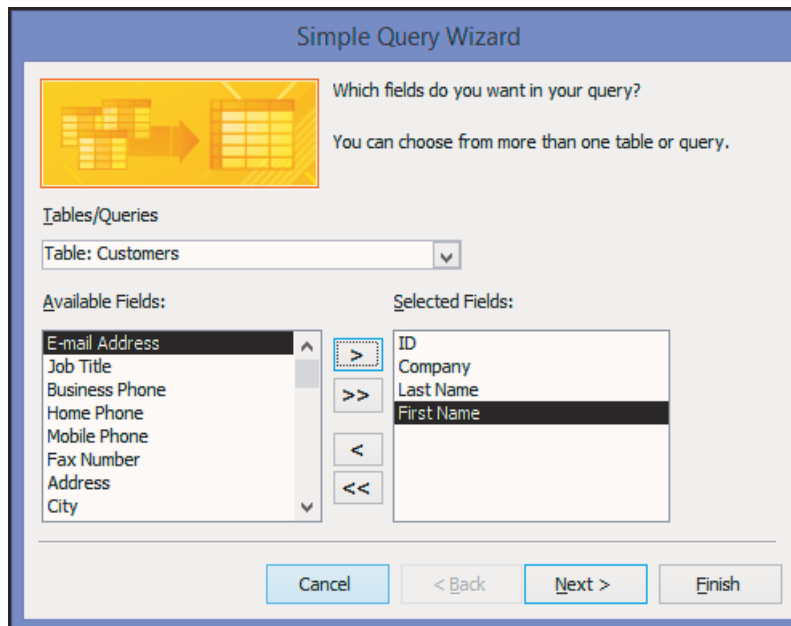 Simple Query Wizard
Which fields do you want in your query?
You can choose from more than one table or query.
Tables/Queries
Table: Customers
Available Fields:
Selected Fields:
E-mail Address
Job Title
Business Phone
Home Phone
Mobile Phone
Fax Number
Address
City
>
>>
<
<<
ID
Company
Last Name
First Name
Cancel
< Back
Next >
Finish